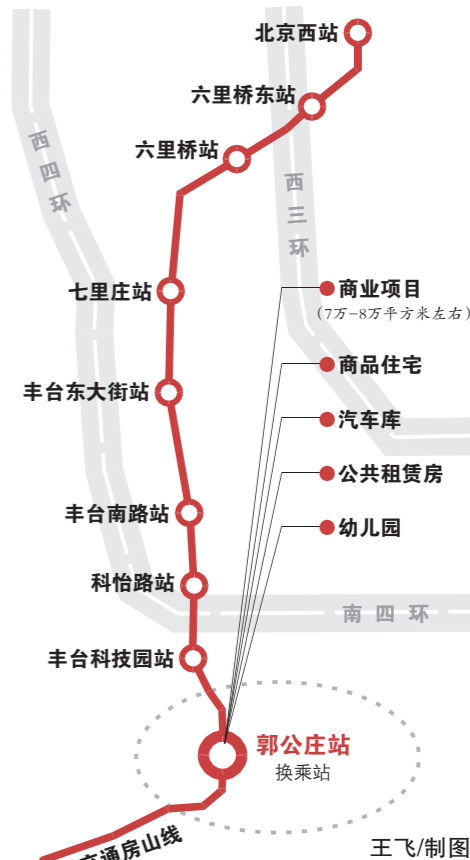 北京西站
六里桥东站
六里桥站
西四环
西三环
七里庄站
商业项目
(7万-8万平方米左右)
商品住宅
丰台东大街站
汽车库
公共租赁房
丰台南路站
幼儿园
科怡路站
南四环
丰台科技园站
郭公庄站
换乘站
通房山线
王飞/制图